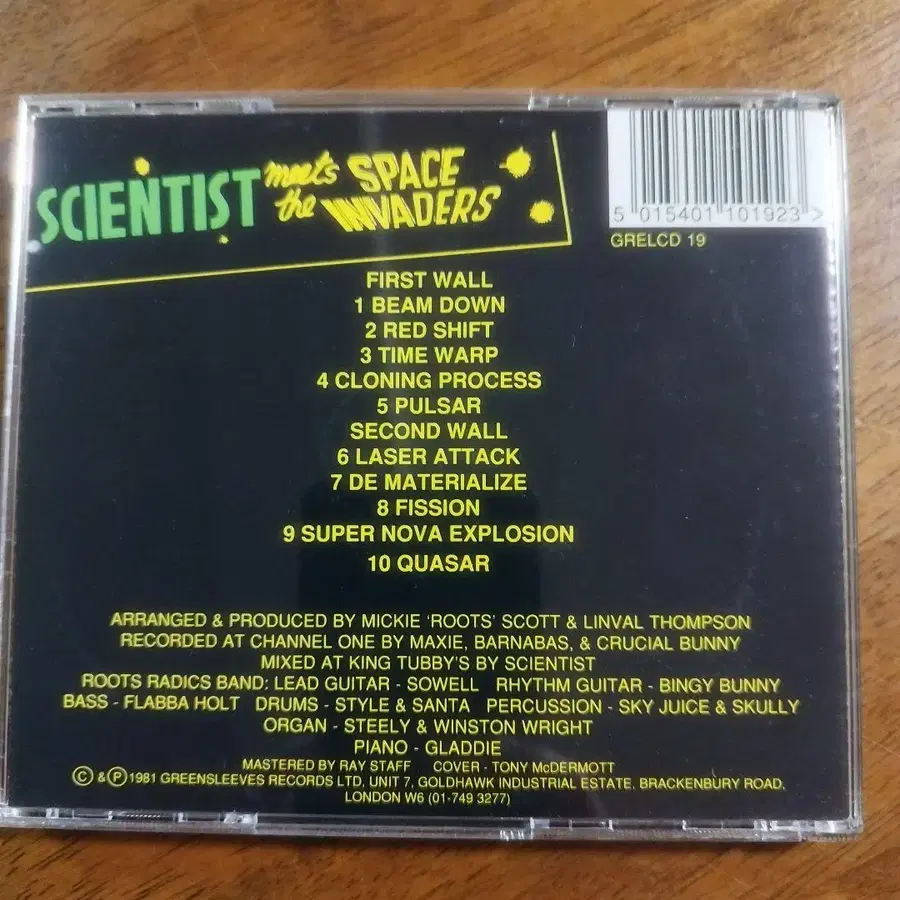 SCIENTIST meets the SPACE INVADERS
5 015401 101923 >
GRELCD 19
FIRST WALL
1 BEAM DOWN
2 RED SHIFT
3 TIME WARP
4 CLONING PROCESS
5 PULSAR
SECOND WALL
6 LASER ATTACK
7 DE MATERIALIZE
8 FISSION
9 SUPER NOVA EXPLOSION
10 QUASAR
ARRANGED & PRODUCED BY MICKIE 'ROOTS' SCOTT & LINVAL THOMPSON
RECORDED AT CHANNEL ONE BY MAXIE, BARNABAS, & CRUCIAL BUNNY
MIXED AT KING TUBBY'S BY SCIENTIST
ROOTS RADICS BAND: LEAD GUITAR - SOWELL RHYTHM GUITAR - BINGY BUNNY
BASS - FLABBA HOLT DRUMS - STYLE & SANTA PERCUSSION - SKY JUICE & SKULLY
ORGAN - STEELY & WINSTON WRIGHT
PIANO - GLADDIE
MASTERED BY RAY STAFF COVER - TONY McDERMOTT
© & ℗ 1981 GREENSLEEVES RECORDS LTD, UNIT 7, GOLDHAWK INDUSTRIAL ESTATE, BRACKENBURY ROAD,
LONDON W6 (01-749 3277)